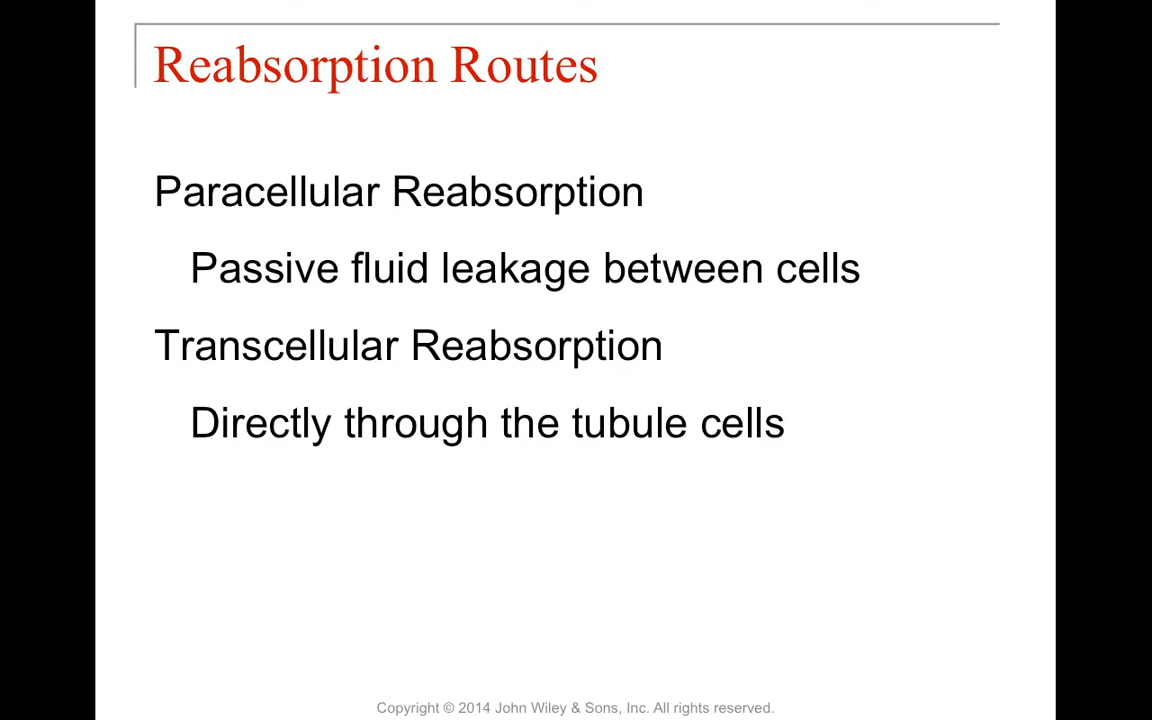 Reabsorption Routes
Paracellular Reabsorption
Passive fluid leakage between cells
Transcellular Reabsorption
Directly through the tubule cells
Copyright © 2014 John Wiley & Sons, Inc. All rights reserved.